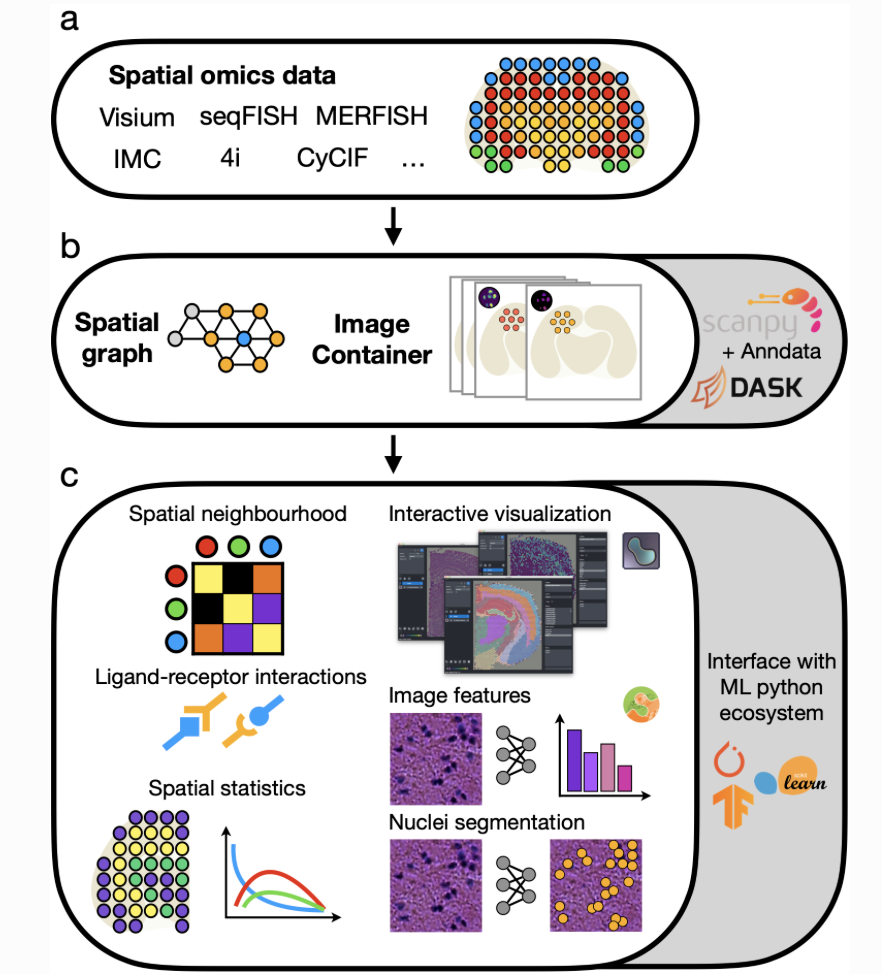 a
Spatial omics data
Visium seqFISH MERFISH
IMC 4i CyCIF ...
b
Spatial
graph
Image
Container
scanpy
+ Anndata
DASK
c
Spatial neighbourhood
Ligand-receptor interactions
Spatial statistics
Interactive visualization
Image features
Nuclei segmentation
Interface with
ML python
ecosystem
scikit
learn